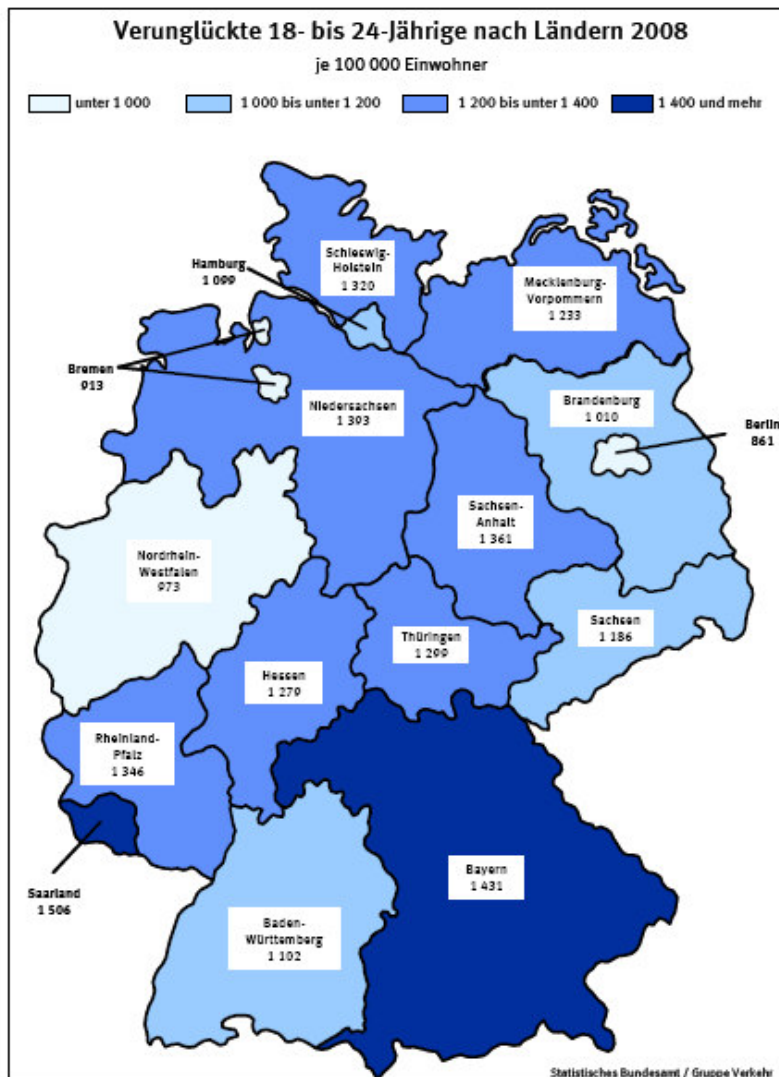 Verunglückte 18- bis 24-Jährige nach Ländern 2008
je 100 000 Einwohner
unter 1 000
1 000 bis unter 1 200
1 200 bis unter 1 400
1 400 und mehr
Schleswig-
Holstein
1 320
Hamburg
1 099
Mecklenburg-
Vorpommern
1 233
Bremen
913
Niedersachsen
1 393
Brandenburg
1 010
Berlin
861
Sachsen-
Anhalt
1 361
Nordrhein-
Westfalen
973
Sachsen
1 186
Thüringen
1 299
Hessen
1 279
Rheinland-
Pfalz
1 346
Saarland
1 506
Bayern
1 431
Baden-
Württemberg
1 102
Statistisches Bundesamt / Gruppe Verkehr